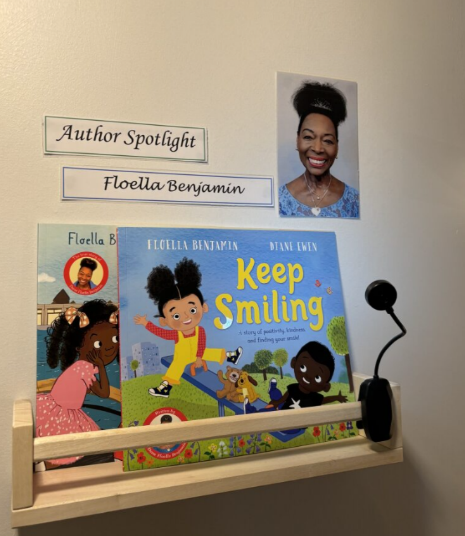 Author Spotlight
Floella Benjamin
Floella B
FLOELLA BENJAMIN DIANE EWEN
Keep
Smiling
A story of positivity, kindness
and finding your smile!